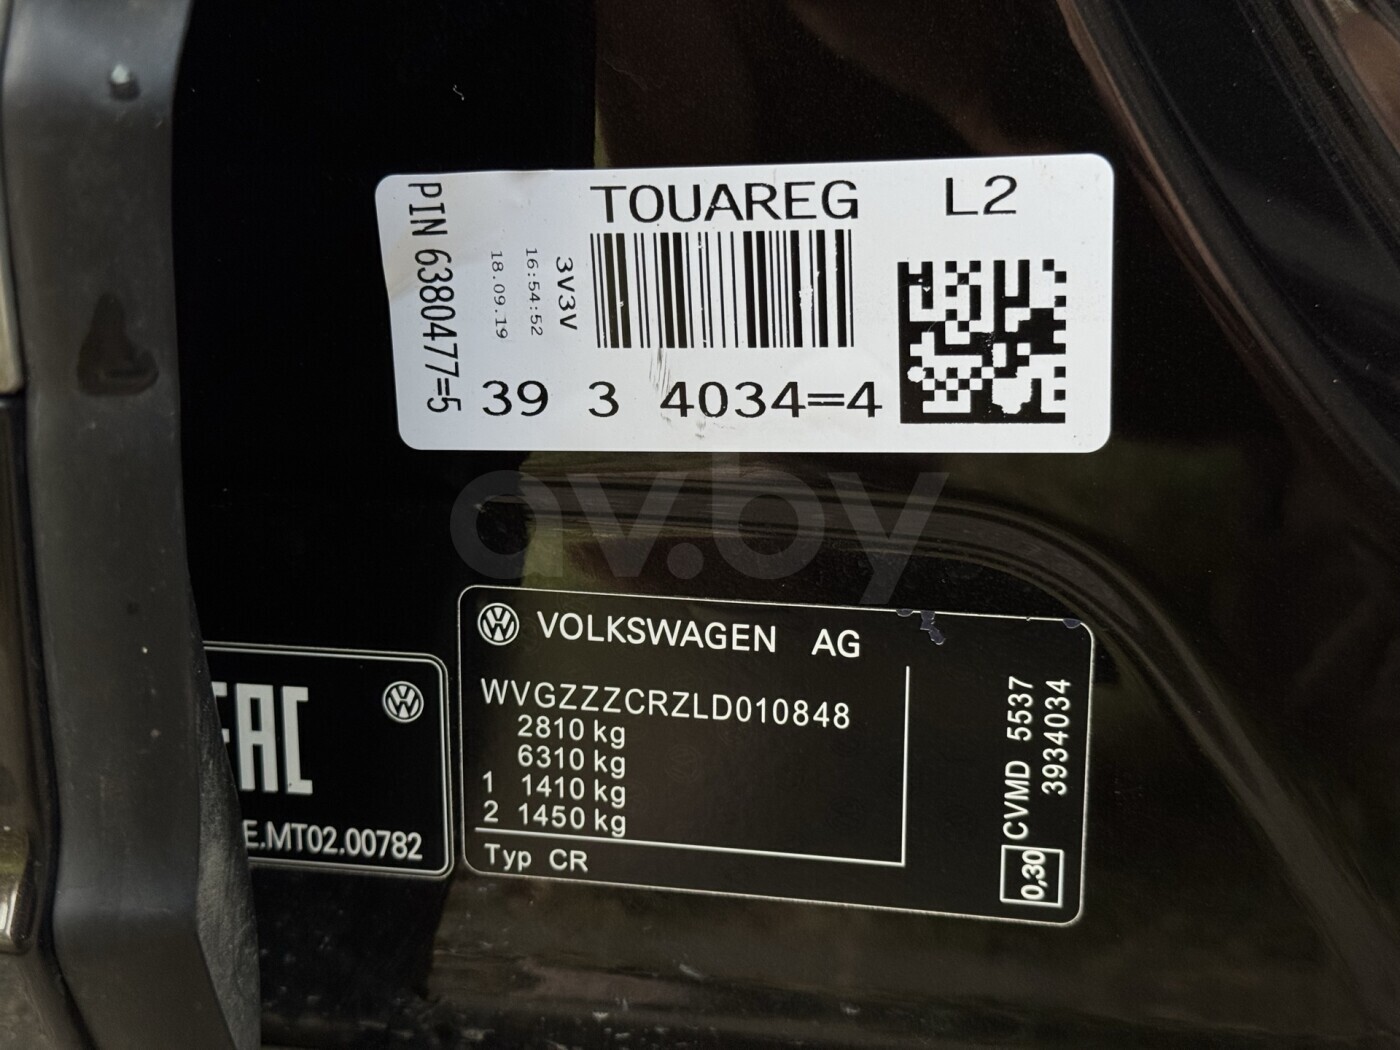 TOUAREG L2
PIN 6380477=5
18.09.19
16:54:52
3V3V
39 3 4034=4
av.by
VOLKSWAGEN AG
WVGZZZCRZLD010848
2810 kg
6310 kg
1 1410 kg
2 1450 kg
Typ CR
CVMD 5537
3934034
0,30
EAC
E.MT02.00782